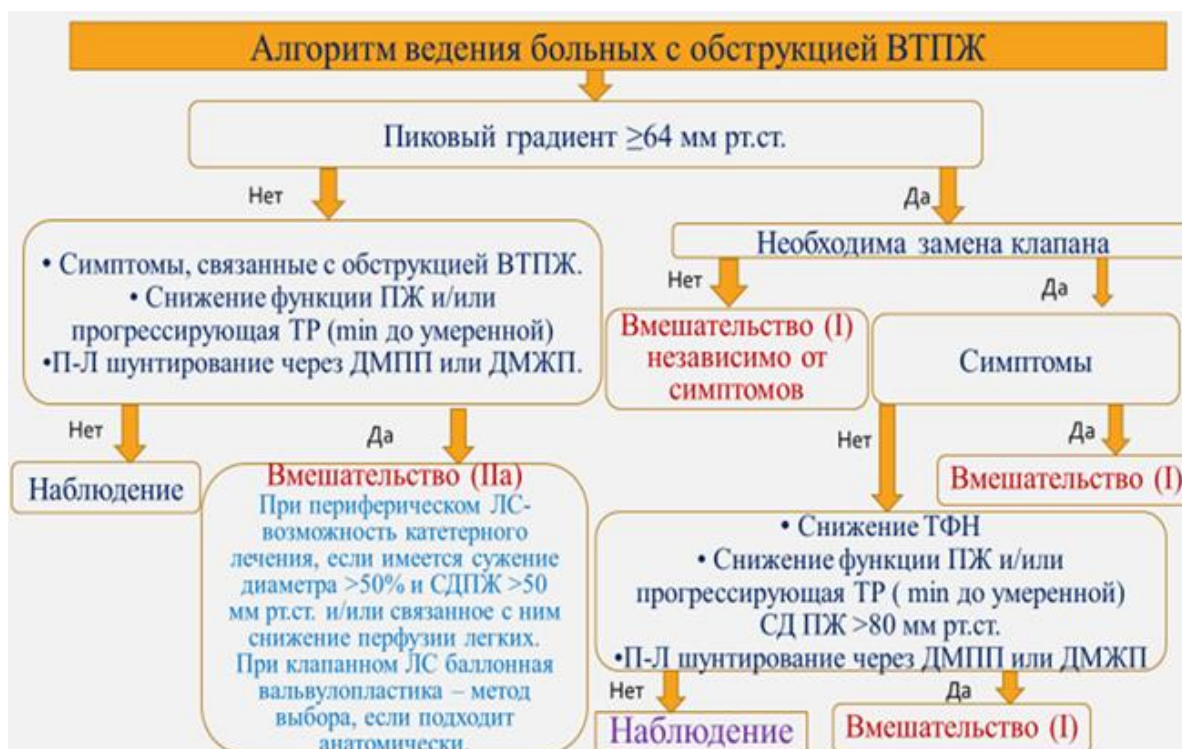 Алгоритм ведения больных с обструкцией ВТПЖ
Пиковый градиент ≥64 мм рт.ст.
Нет
Да
• Симптомы, связанные с обструкцией ВТПЖ.
• Снижение функции ПЖ и/или
прогрессирующая ТР (min до умеренной)
•П-Л шунтирование через ДМПП или ДМЖП.
Необходима замена клапана
Нет
Да
Вмешательство (I)
независимо от
симптомов
Симптомы
Нет
Да
Нет
Да
Наблюдение
Вмешательство (IIa)
При периферическом ЛС-
возможность катетерного
лечения, если имеется сужение
диаметра >50% и СДПЖ >50
мм рт.ст. и/или связанное с ним
снижение перфузии легких.
При клапанном ЛС баллонная
вальвулопластика – метод
выбора, если подходит
анатомически.
Вмешательство (I)
• Снижение ТФН
• Снижение функции ПЖ и/или
прогрессирующая ТР ( min до умеренной)
СД ПЖ >80 мм рт.ст.
•П-Л шунтирование через ДМПП или ДМЖП
Нет
Да
Наблюдение
Вмешательство (I)